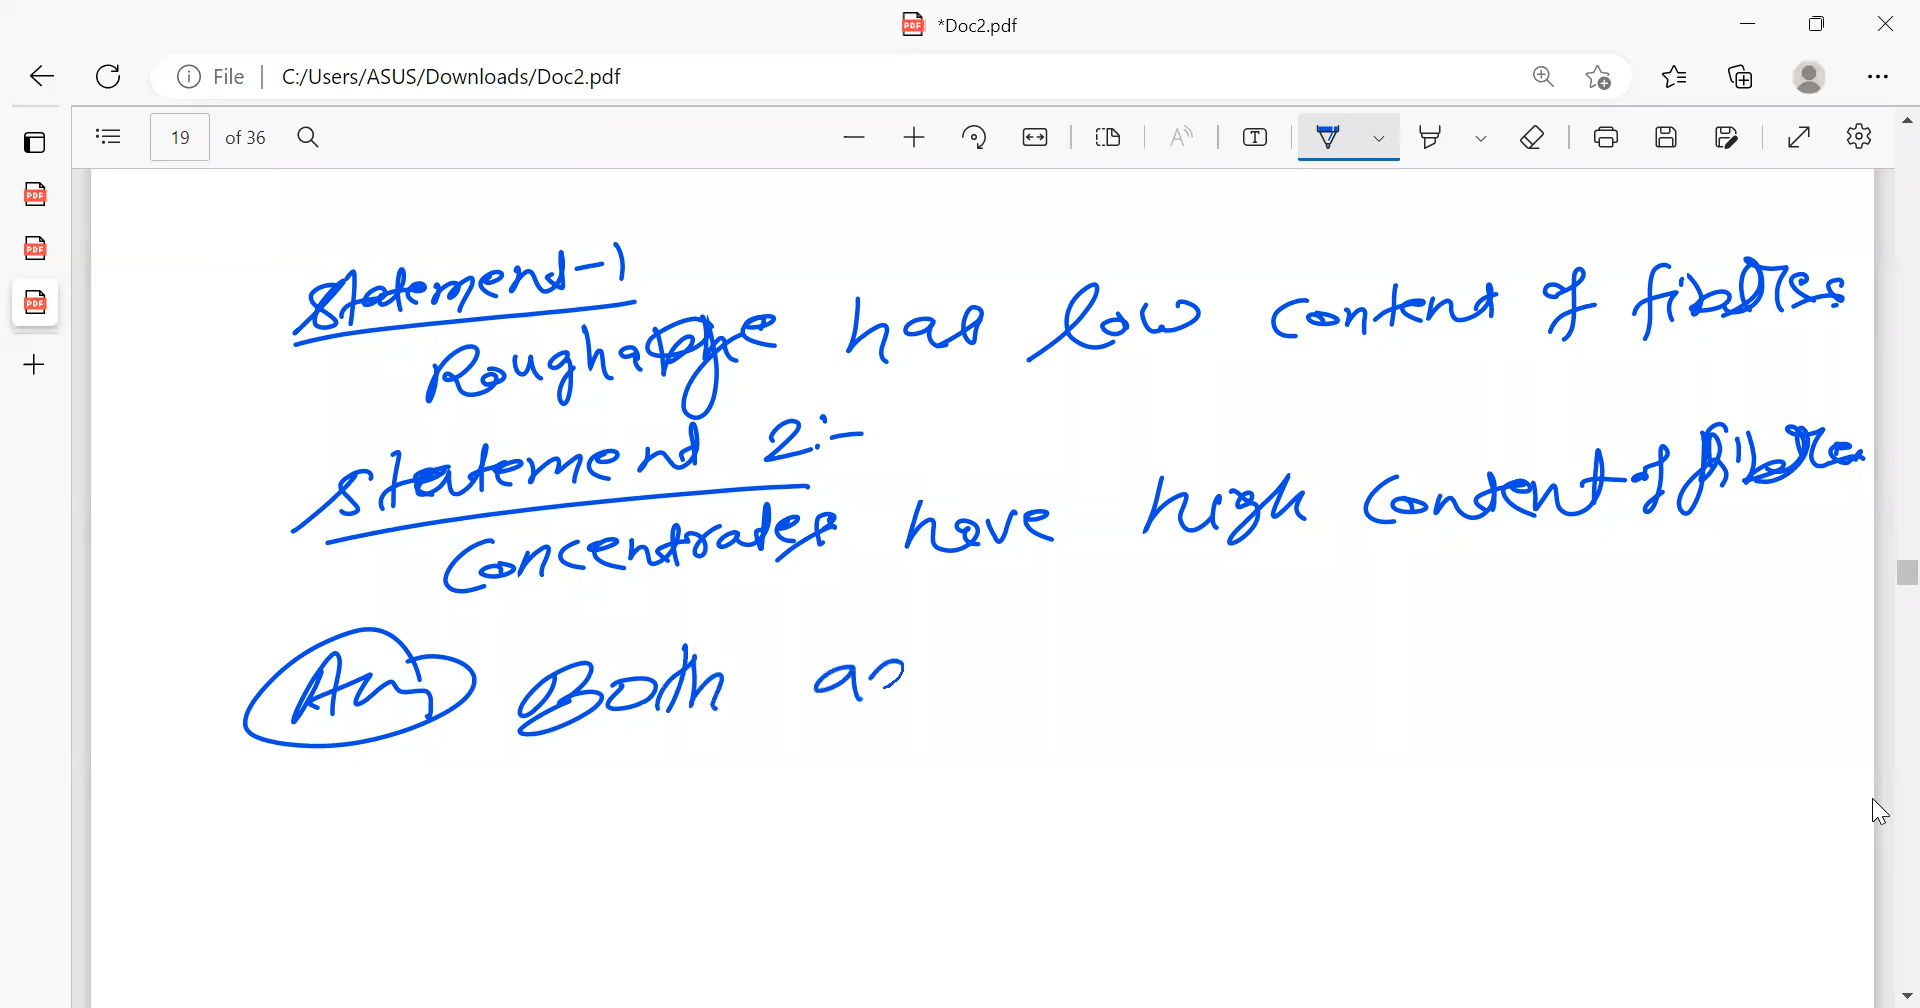 *Doc2.pdf
File C:/Users/ASUS/Downloads/Doc2.pdf
19 of 36
Statement-1
Roughage has low content of fibres
Statement 2:-
Concentrates have high content of fibre
Ans Both a